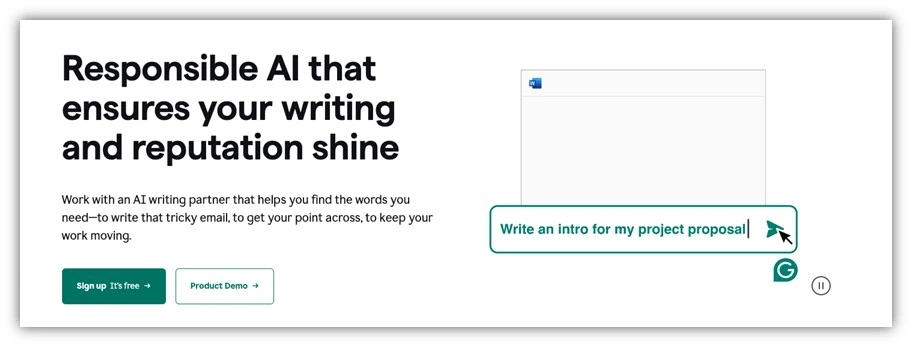 Responsible AI that
ensures your writing
and reputation shine
Work with an AI writing partner that helps you find the words you
need—to write that tricky email, to get your point across, to keep your
work moving.
Sign up It's free →
Product Demo →
W
Write an intro for my project proposal
G